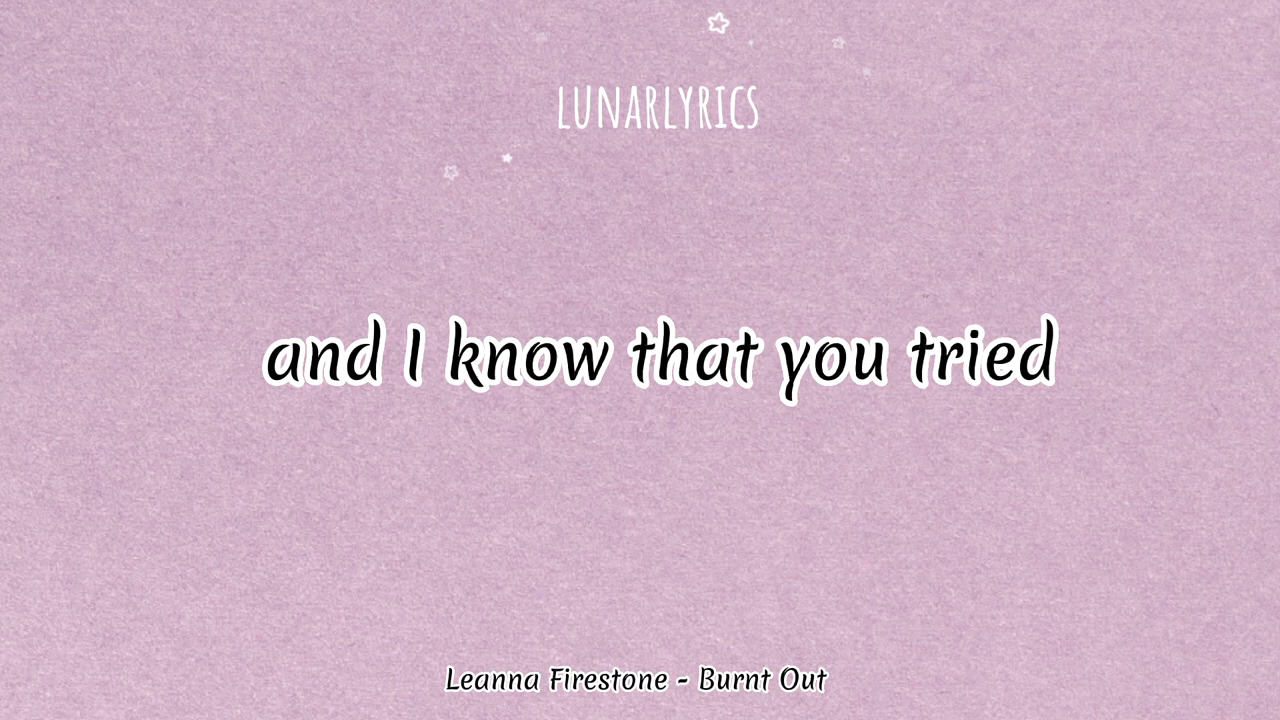 LUNARLYRICS
and I know that you tried
Leanna Firestone - Burnt Out